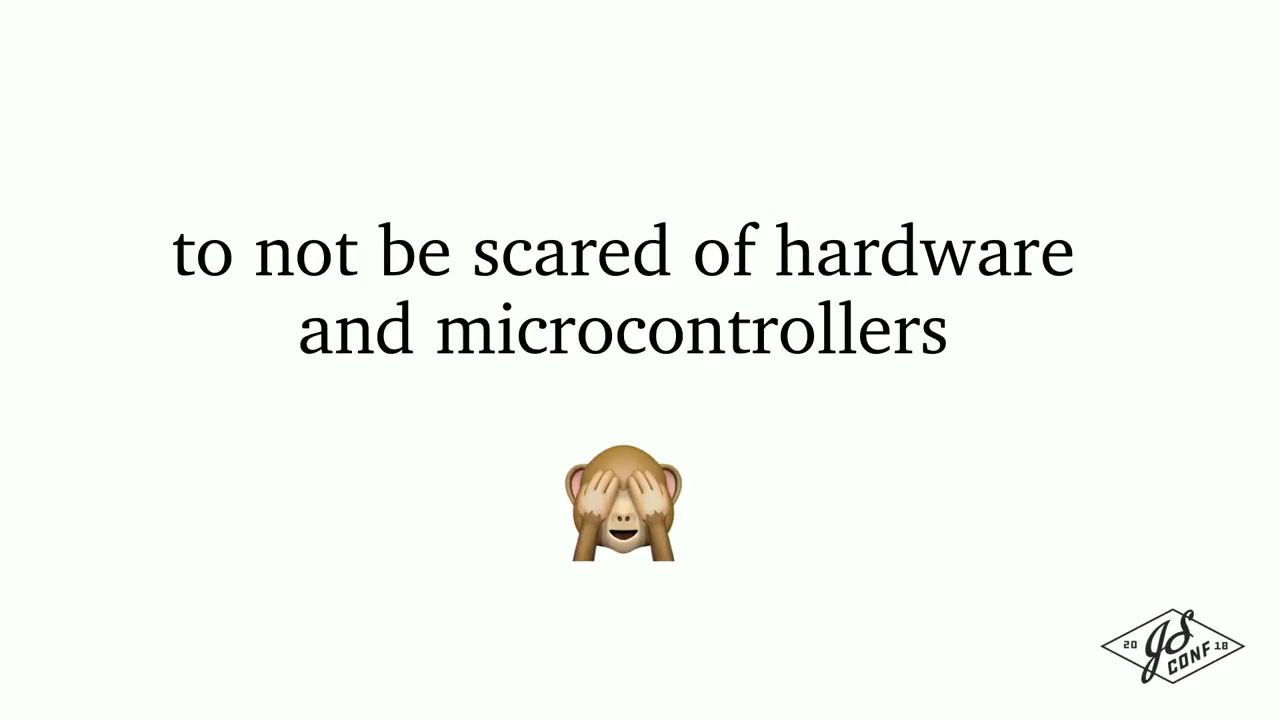 to not be scared of hardware
and microcontrollers
20 JS CONF 18